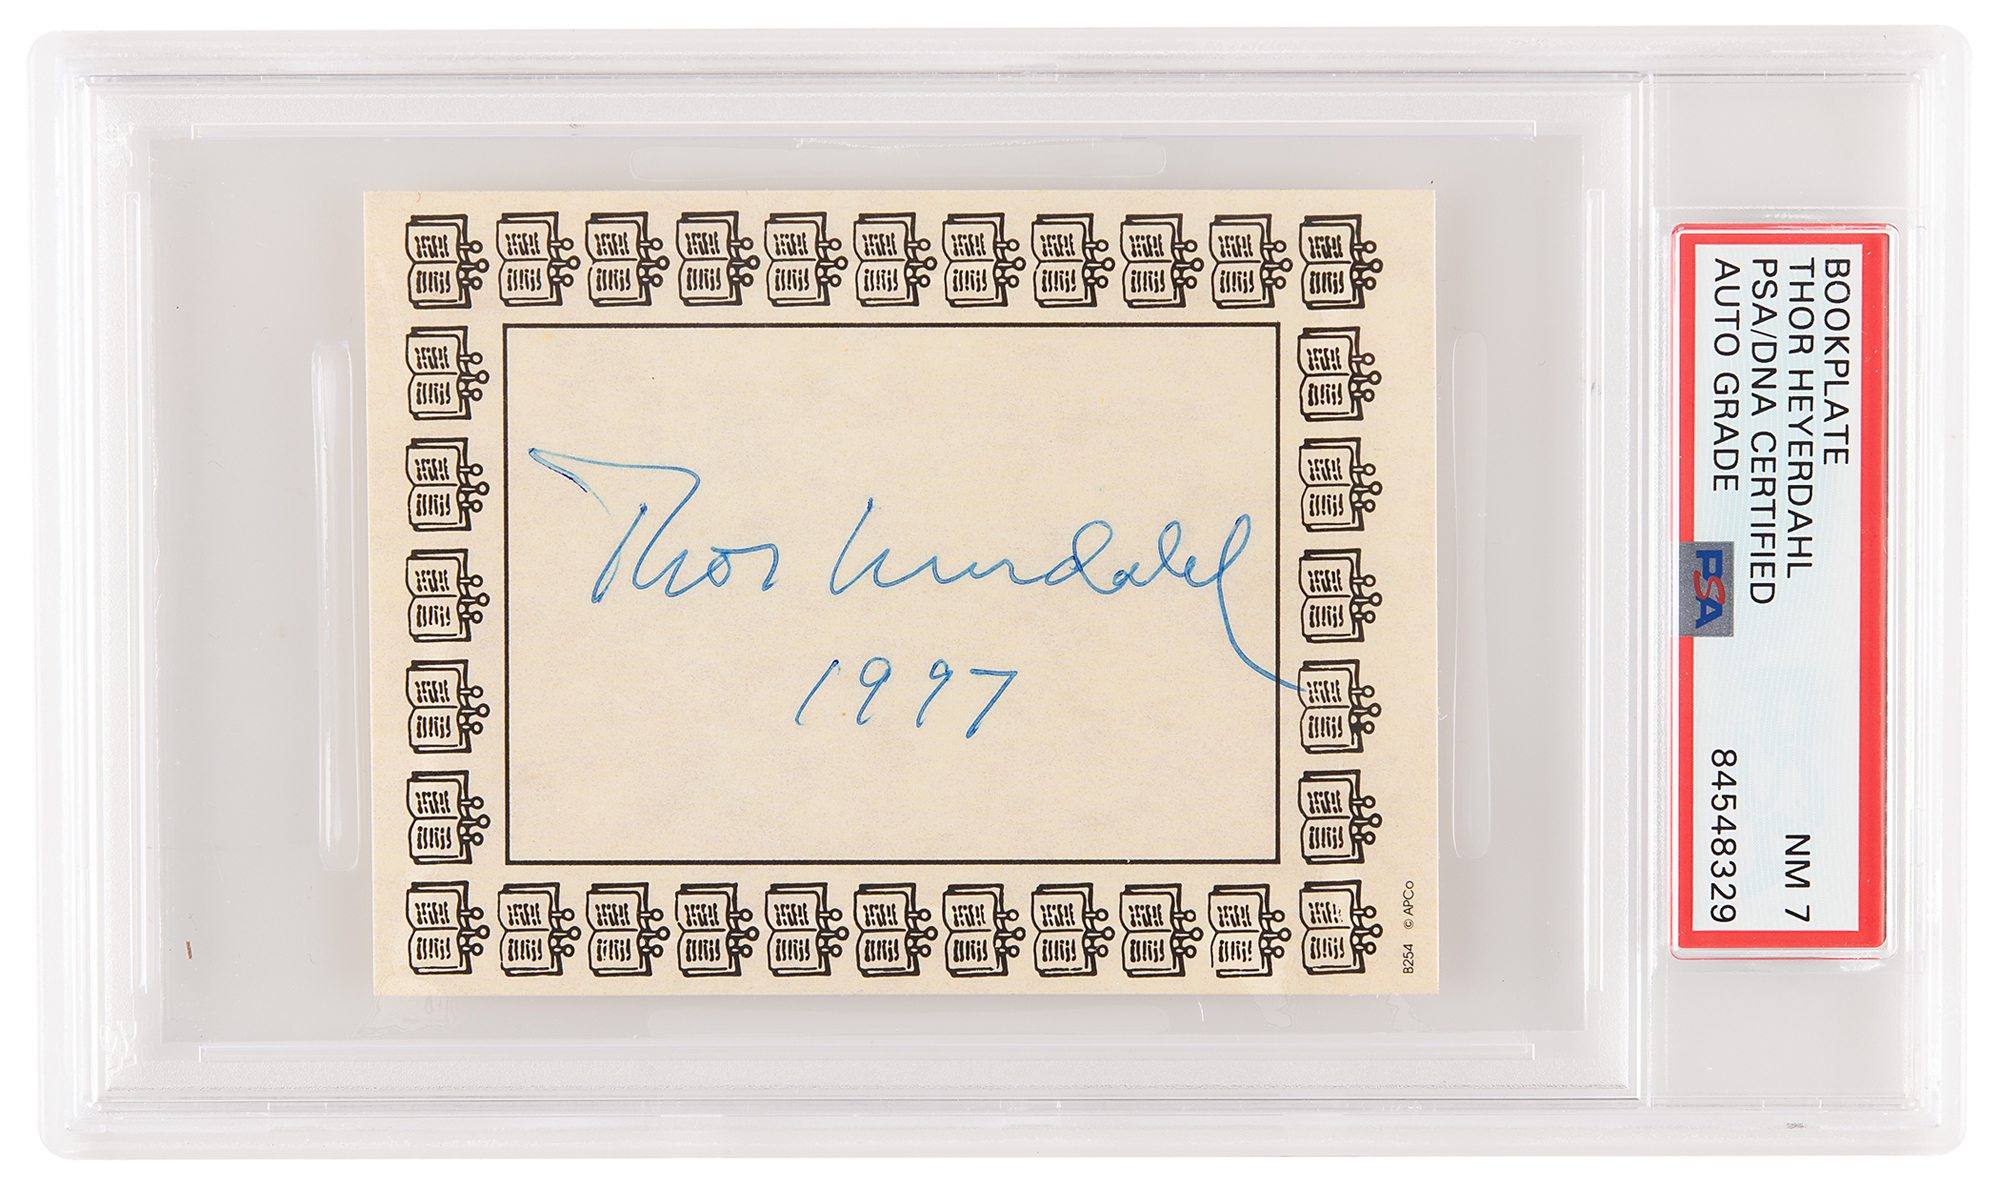 Thor Heyerdahl
1997
B254 © APCo
BOOKPLATE
THOR HEYERDAHL
PSA/DNA CERTIFIED
AUTO GRADE
NM 7
84548329
PSA